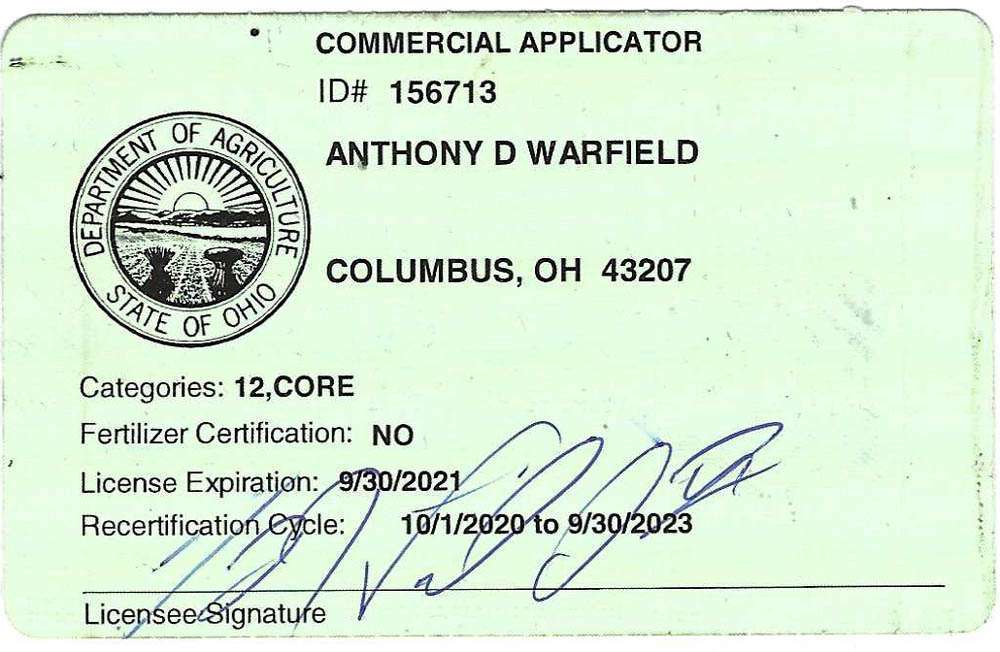 COMMERCIAL APPLICATOR
ID# 156713
ANTHONY D WARFIELD
DEPARTMENT OF AGRICULTURE
STATE OF OHIO
COLUMBUS, OH 43207
Categories: 12,CORE
Fertilizer Certification: NO
License Expiration: 9/30/2021
Recertification Cycle: 10/1/2020 to 9/30/2023
Licensee Signature